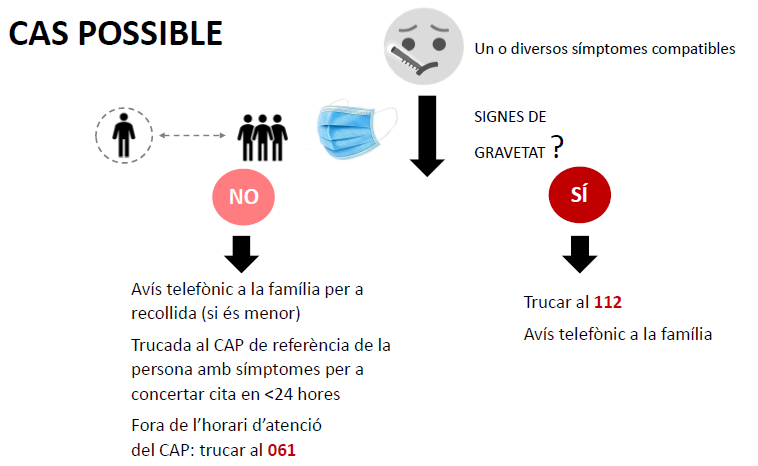 CAS POSSIBLE
Un o diversos símptomes compatibles
SIGNES DE
GRAVETAT ?
NO
SÍ
Avís telefònic a la família per a
recollida (si és menor)
Trucada al CAP de referència de la
persona amb símptomes per a
concertar cita en <24 hores
Fora de l’horari d’atenció
del CAP: trucar al 061
Trucar al 112
Avís telefònic a la família